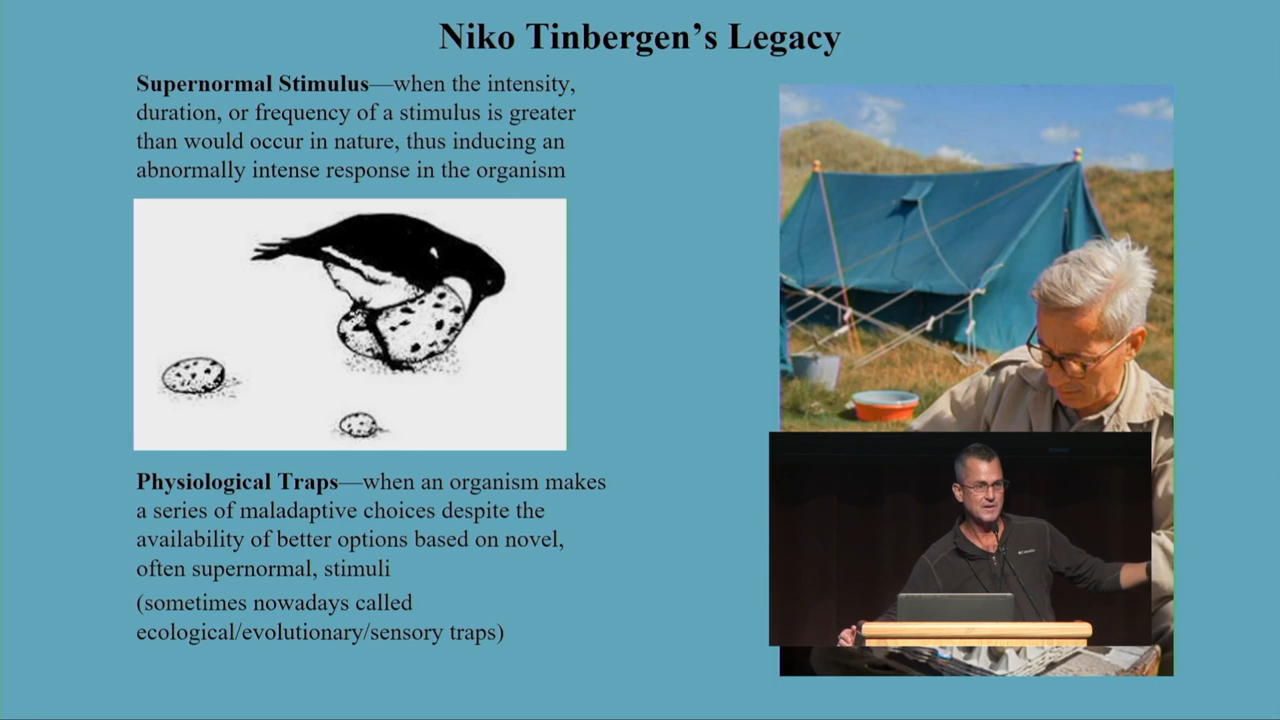 Niko Tinbergen’s Legacy
Supernormal Stimulus—when the intensity,
duration, or frequency of a stimulus is greater
than would occur in nature, thus inducing an
abnormally intense response in the organism
Physiological Traps—when an organism makes
a series of maladaptive choices despite the
availability of better options based on novel,
often supernormal, stimuli
(sometimes nowadays called
ecological/evolutionary/sensory traps)
Columbia